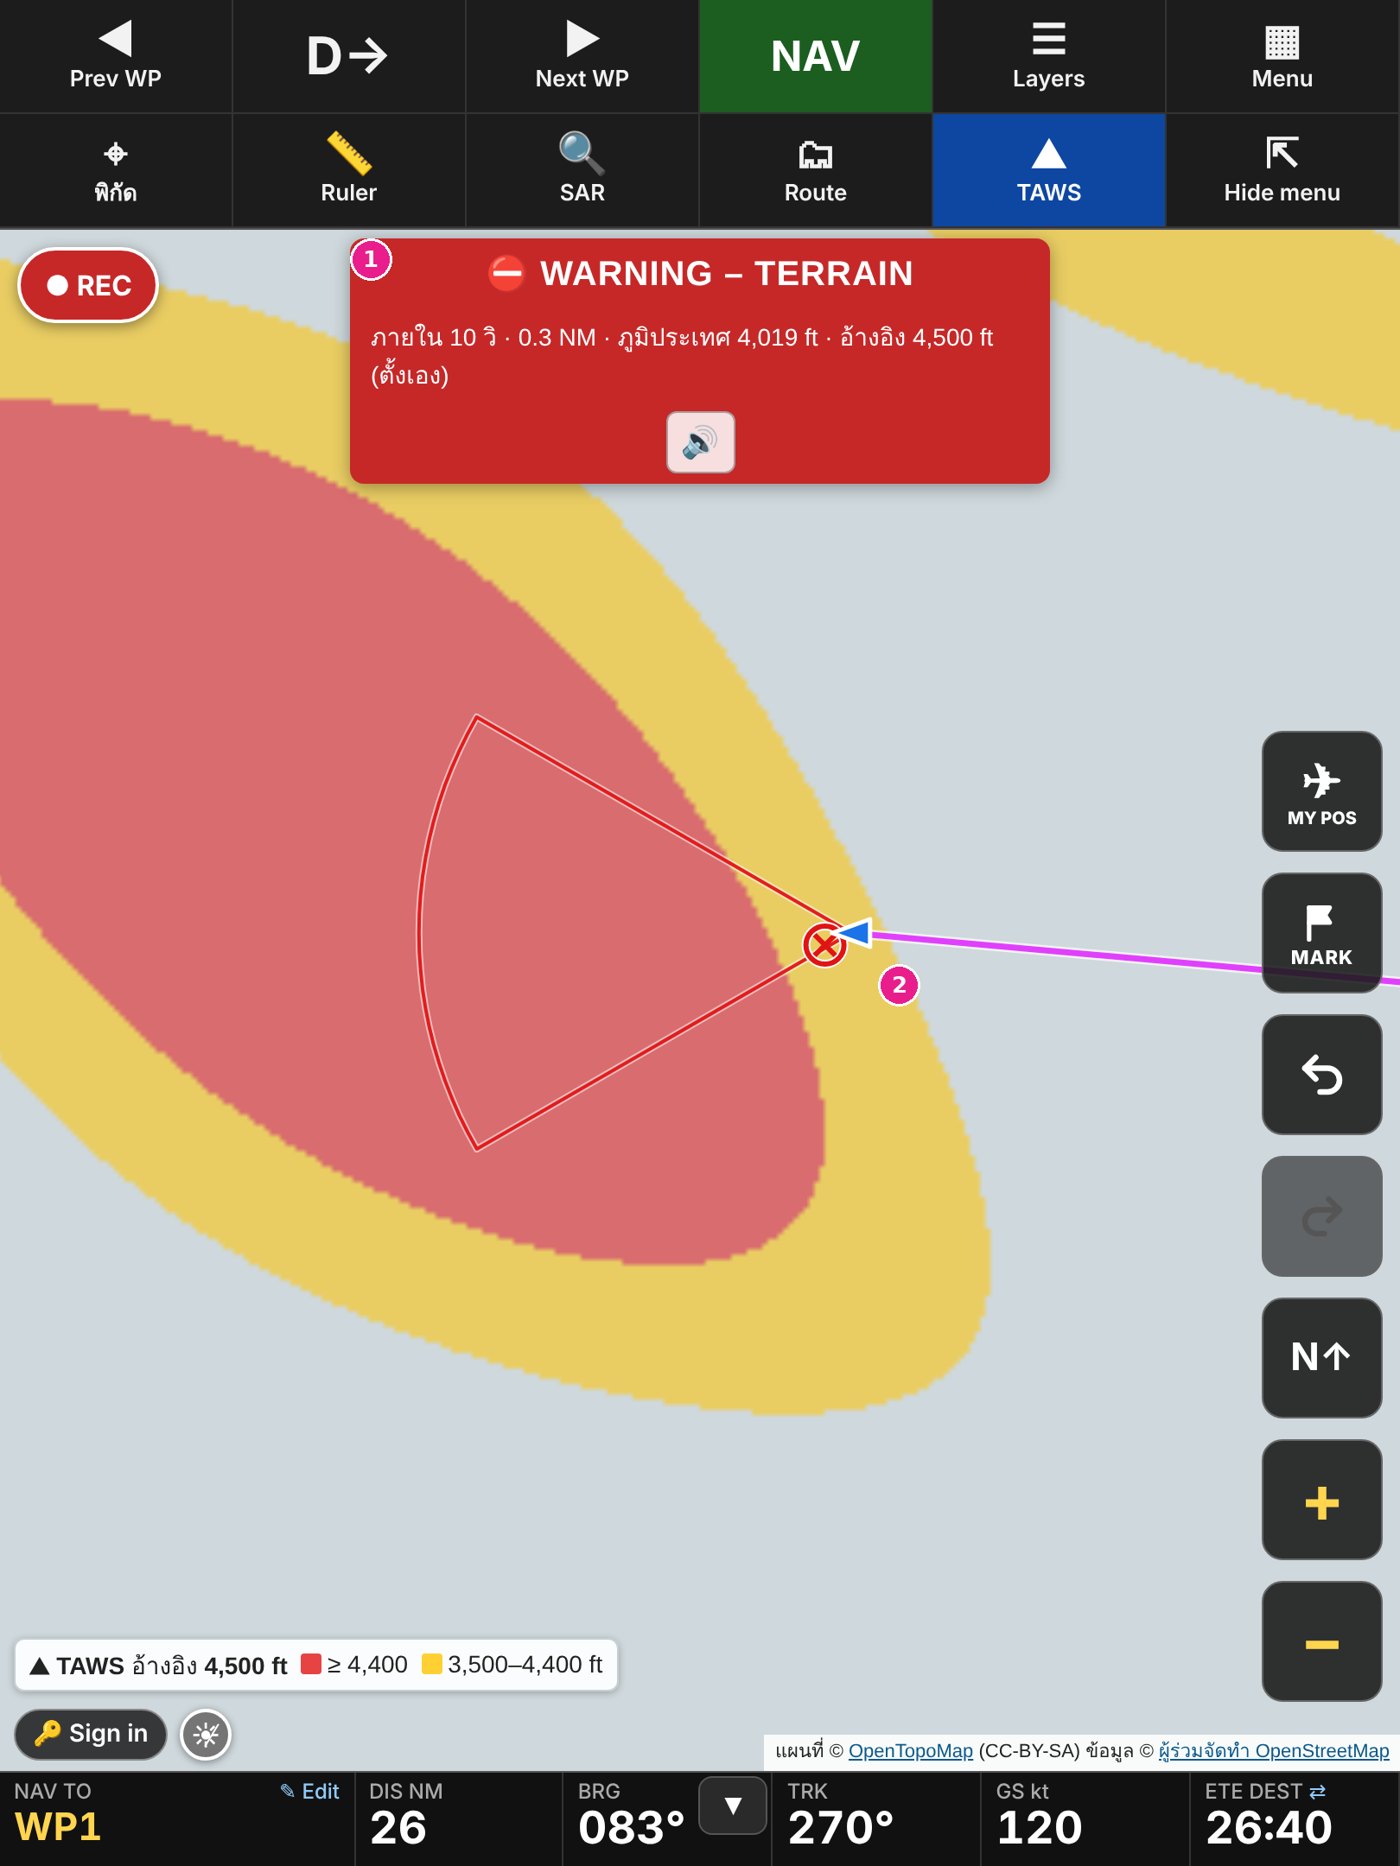 ◀ Prev WP
D→
▶ Next WP
NAV
☰ Layers
Menu
พิกัด
Ruler
SAR
Route
▲ TAWS
Hide menu
● REC
1
⛔ WARNING – TERRAIN
ภายใน 10 วิ · 0.3 NM · ภูมิประเทศ 4,019 ft · อ้างอิง 4,500 ft
(ตั้งเอง)
MY POS
MARK
2
N↑
+
−
▲ TAWS อ้างอิง 4,500 ft ≥ 4,400 3,500–4,400 ft
Sign in
แผนที่ © OpenTopoMap (CC-BY-SA) ข้อมูล © ผู้ร่วมจัดทำ OpenStreetMap
NAV TO ✎ Edit
WP1
DIS NM
26
BRG
083°
▼
TRK
270°
GS kt
120
ETE DEST ⇄
26:40